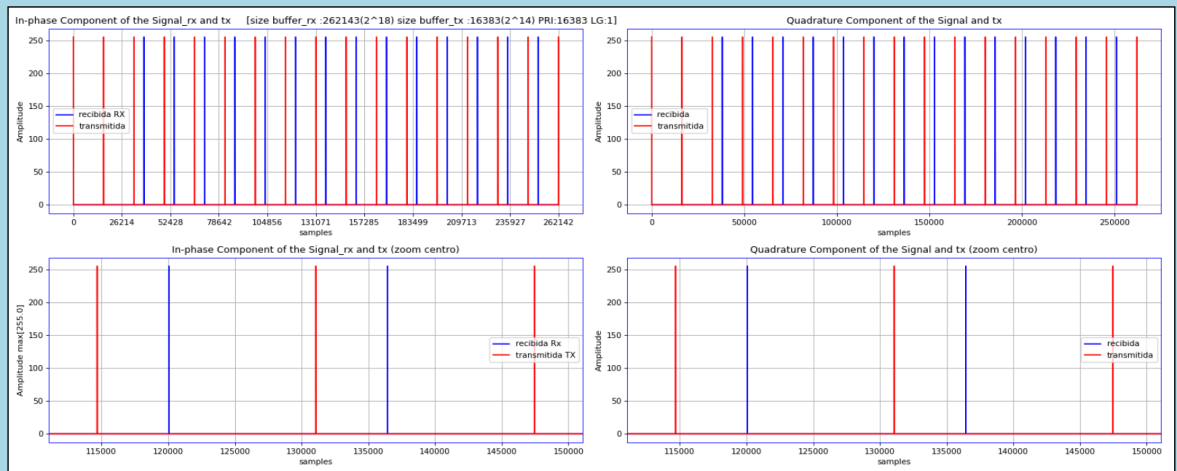 In-phase Component of the Signal_rx and tx [size buffer_rx :262143(2^18) size buffer_tx :16383(2^14) PRI:16383 LG:1]
250
200
150
100
50
0
Amplitude
recibida RX
transmitida
0 26214 52428 78642 104856 131071 157285 183499 209713 235927 262142
samples
Quadrature Component of the Signal and tx
250
200
150
100
50
0
Amplitude
recibida
transmitida
0 50000 100000 150000 200000 250000
samples
In-phase Component of the Signal_rx and tx (zoom centro)
250
200
150
100
50
0
Amplitude max[255.0]
recibida Rx
transmitida TX
115000 120000 125000 130000 135000 140000 145000 150000
samples
Quadrature Component of the Signal and tx (zoom centro)
250
200
150
100
50
0
Amplitude
recibida
transmitida
115000 120000 125000 130000 135000 140000 145000 150000
samples